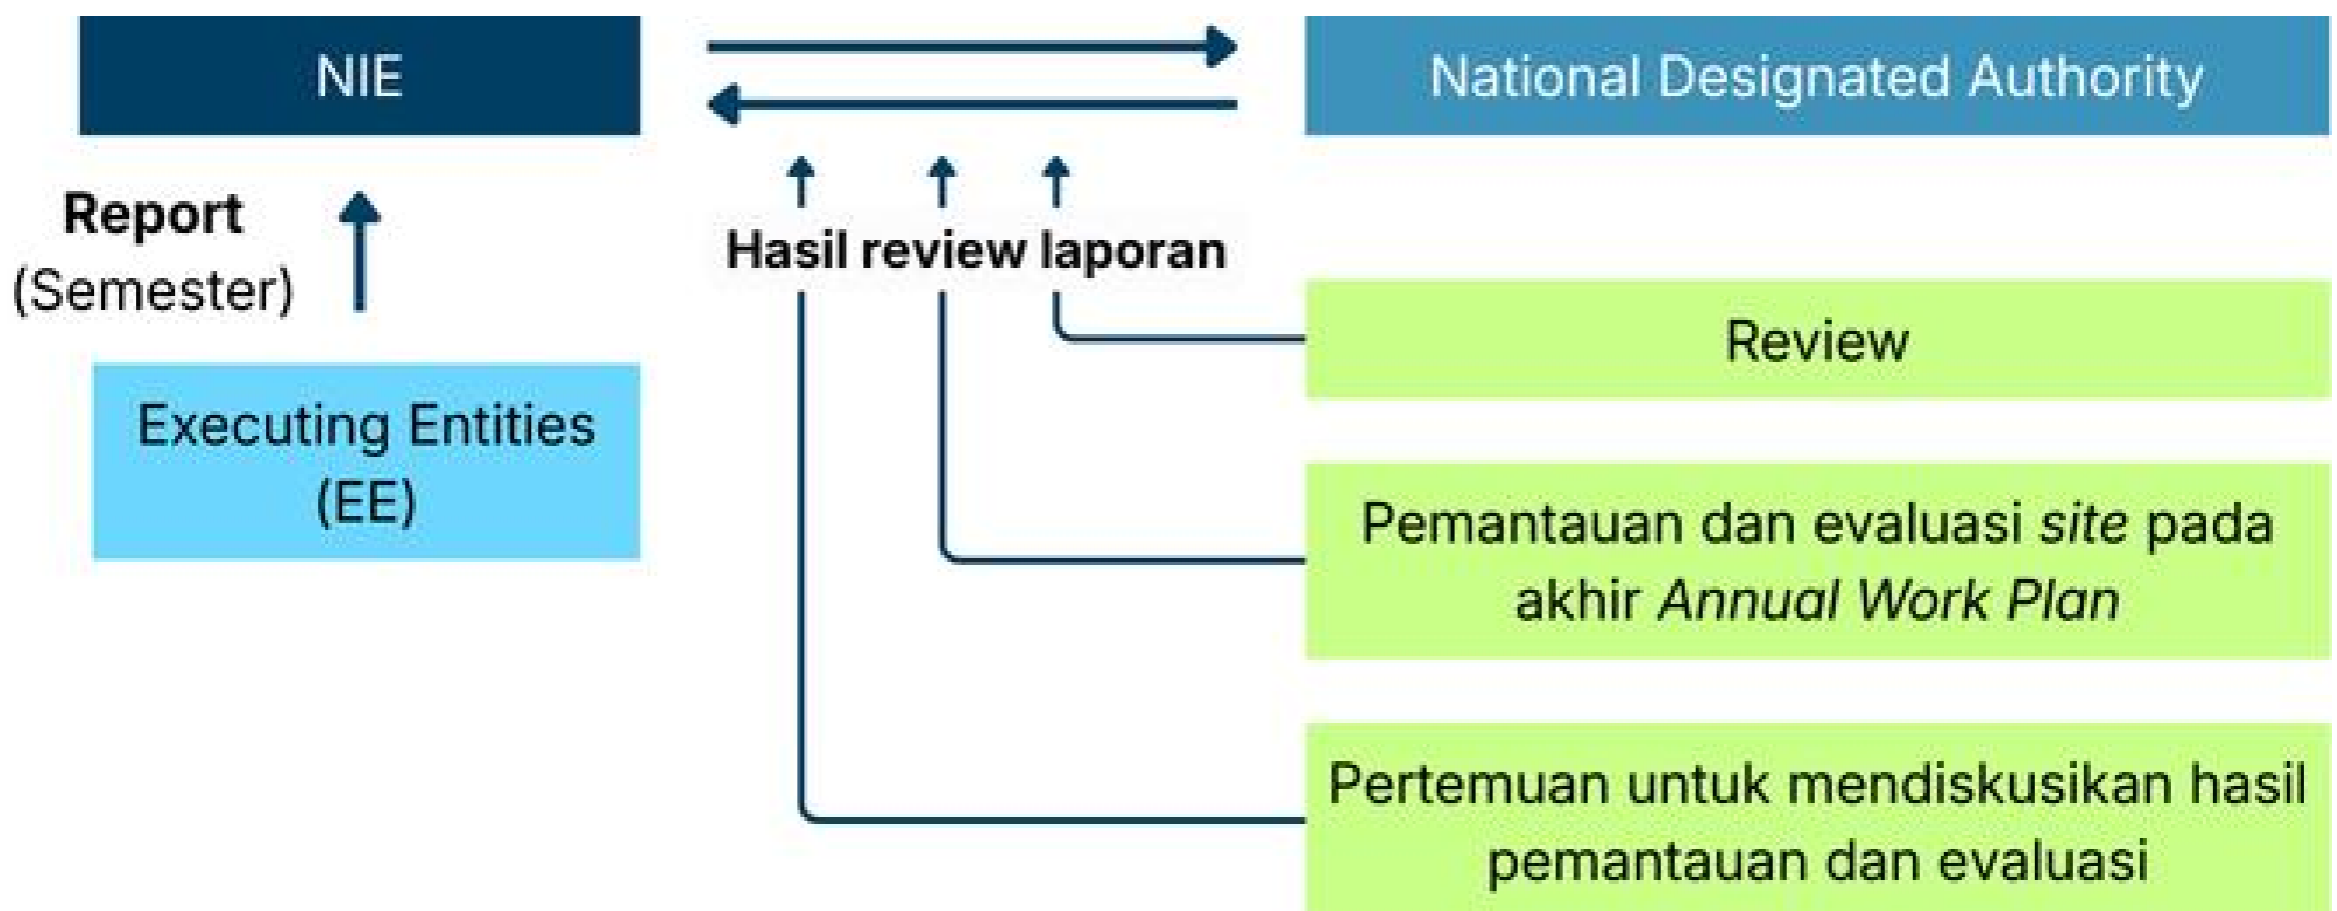 NIE
National Designated Authority
Report
(Semester)
Hasil review laporan
Executing Entities
(EE)
Review
Pemantauan dan evaluasi site pada
akhir Annual Work Plan
Pertemuan untuk mendiskusikan hasil
pemantauan dan evaluasi